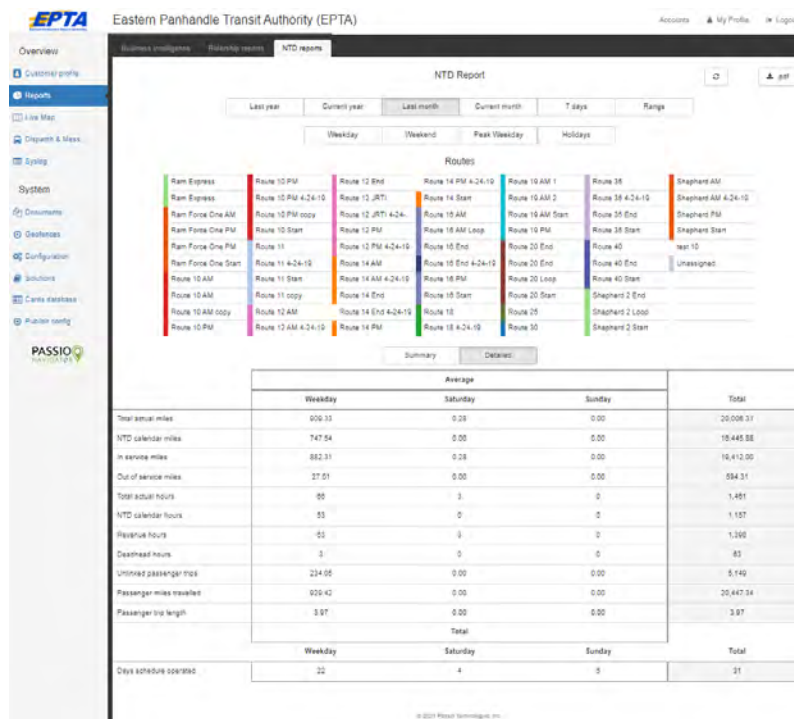 EPTA Eastern Panhandle Transit Authority (EPTA) Accounts My Profile Logout
Overview Business intelligence Ridership reports NTD reports
Customer profile NTD Report pdf
Reports Last year Current year Last month Current month 7 days Range
Live Map
Dispatch & Mess. Weekday Weekend Peak Weekday Holidays
Syslog Routes
System
Documents
Geofences
Configuration
Solutions
Cards database
Publish config
PASSIO
NAVIGATOR
Ram Express Route 10 PM Route 12 End Route 14 PM 4-24-19 Route 19 AM 1 Route 35 Shepherd AM
Ram Express Route 10 PM 4-24-19 Route 12 JRTI Route 14 Start Route 19 AM 2 Route 35 4-24-19 Shepherd AM 4-24-19
Ram Force One AM Route 10 PM copy Route 12 JRTI 4-24- Route 16 AM Route 19 AM Start Route 35 End Shepherd PM
Ram Force One PM Route 10 Start Route 12 PM Route 16 AM Loop Route 19 PM Route 35 Start Shepherd Start
Ram Force One PM Route 11 Route 12 PM 4-24-19 Route 16 End Route 20 End Route 40 test 10
Ram Force One Start Route 11 4-24-19 Route 14 AM Route 16 End 4-24-19 Route 20 End Route 40 End Unassigned
Route 10 AM Route 11 Start Route 14 AM 4-24-19 Route 16 PM Route 20 Loop Route 40 Start
Route 10 AM Route 11 copy Route 14 End Route 16 Start Route 20 Start Shepherd 2 End
Route 10 AM copy Route 12 AM Route 14 End 4-24-19 Route 18 Route 25 Shepherd 2 Loop
Route 10 PM Route 12 AM 4-24-19 Route 14 PM Route 18 4-24-19 Route 30 Shepherd 2 Start
Summary Detailed
Average
Weekday Saturday Sunday Total
Total actual miles 909.33 0.28 0.00 20,006.31
NTD calendar miles 747.54 0.00 0.00 16,445.88
In service miles 882.31 0.28 0.00 19,412.00
Out of service miles 27.01 0.00 0.00 594.31
Total actual hours 66 3 0 1,461
NTD calendar hours 53 0 0 1,157
Revenue hours 63 0 1,398
Deadhead hours 3 0 0 63
Unlinked passenger trips 234.05 0.00 0.00 5,149
Passenger miles travelled 929.42 0.00 0.00 20,447.34
Passenger trip length 3.97 0.00 0.00 3.97
Total
Weekday Saturday Sunday Total
Days schedule operated 22 4 5 31
© 2021 Passio Technologies, Inc.